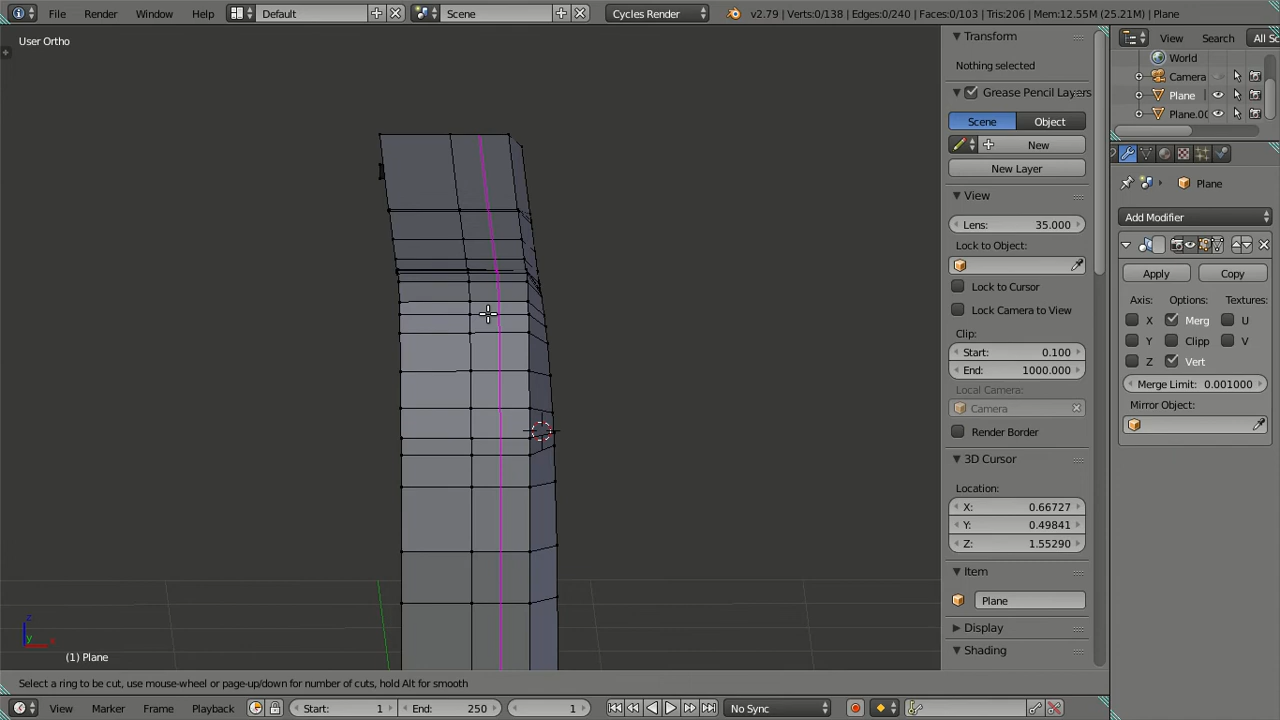 File Render Window Help Default Scene Cycles Render v2.79 | Verts:0/138 | Edges:0/240 | Faces:0/103 | Tris:206 | Mem:12.55M (25.21M) | Plane
User Ortho
(1) Plane
z
y
x
Select a ring to be cut, use mouse-wheel or page-up/down for number of cuts, hold Alt for smooth
Transform
Nothing selected
Grease Pencil Layers
Scene Object
New
New Layer
View
Lens: 35.000
Lock to Object:
Lock to Cursor
Lock Camera to View
Clip:
Start: 0.100
End: 1000.000
Local Camera:
Camera
Render Border
3D Cursor
Location:
X: 0.66727
Y: 0.49841
Z: 1.55290
Item
Plane
Display
Shading
View Search All Sc
World
Camera
Plane
Plane.00
Plane
Add Modifier
Apply Copy
Axis: Options: Textures:
X Merg U
Y Clipp V
Z Vert
Merge Limit: 0.001000
Mirror Object:
View Marker Frame Playback Start: 1 End: 250 1 No Sync